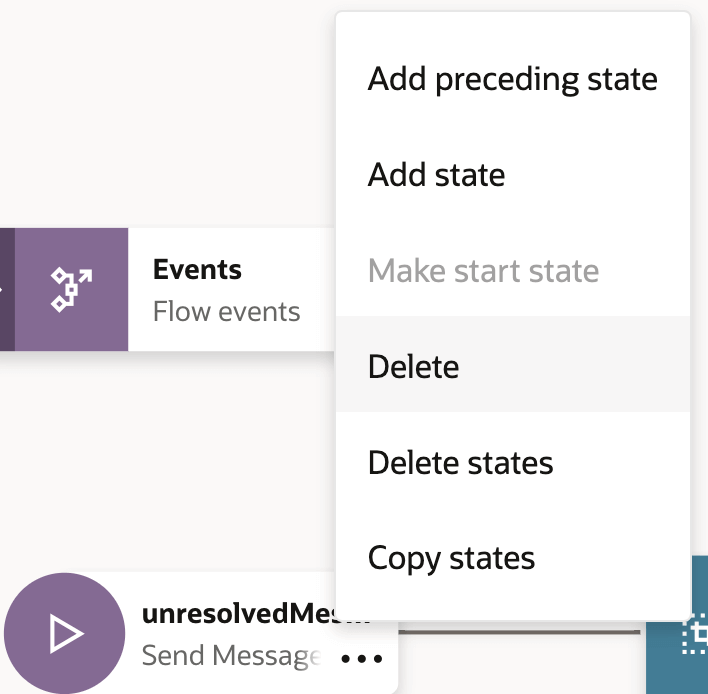 Add preceding state
Add state
Make start state
Delete
Delete states
Copy states
Events
Flow events
unresolvedMes...
Send Message